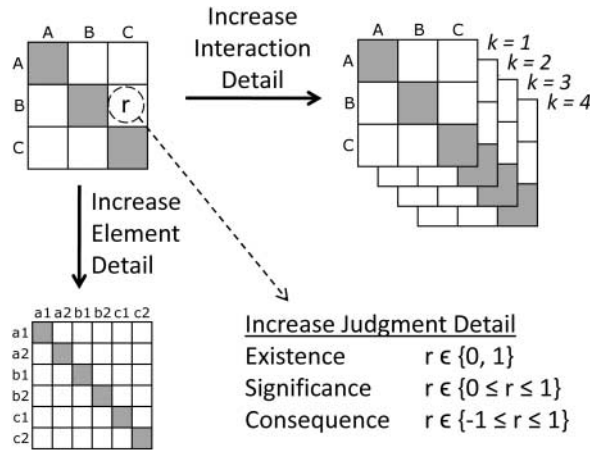 A B C
A
B r
C
Increase
Interaction
Detail
A B C
A
B
C
k = 1
k = 2
k = 3
k = 4
Increase
Element
Detail
a1 a2 b1 b2 c1 c2
a1
a2
b1
b2
c1
c2
Increase Judgment Detail
Existence r ϵ {0, 1}
Significance r ϵ {0 ≤ r ≤ 1}
Consequence r ϵ {-1 ≤ r ≤ 1}